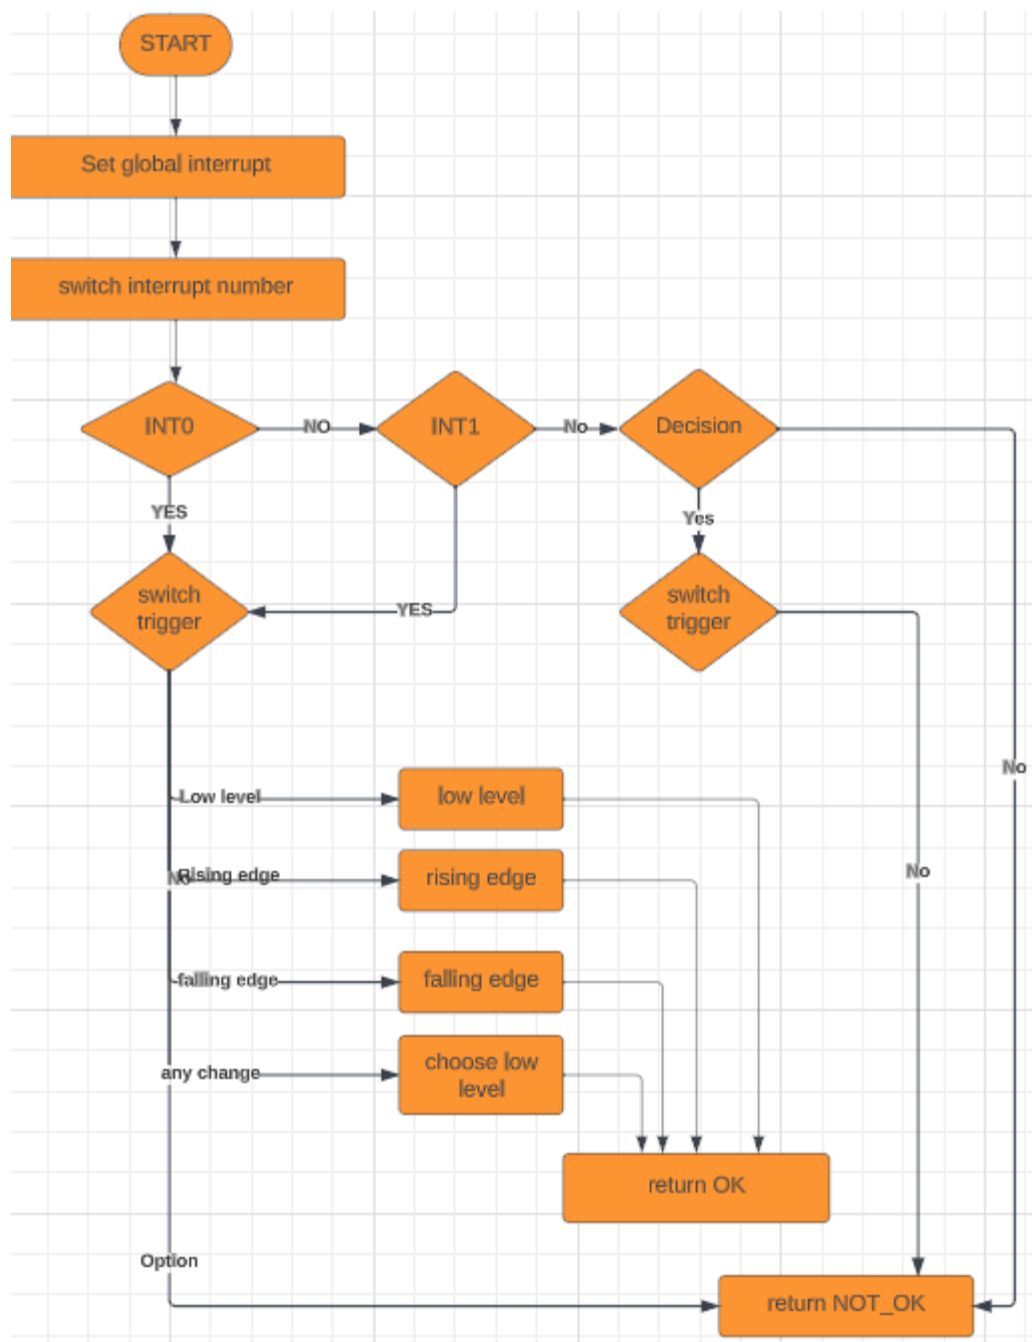 START
Set global interrupt
switch interrupt number
INT0
NO
INT1
No
Decision
YES
Yes
switch
trigger
YES
switch
trigger
No
Low level
low level
No
Rising edge
rising edge
No
falling edge
falling edge
any change
choose low
level
return OK
Option
return NOT_OK